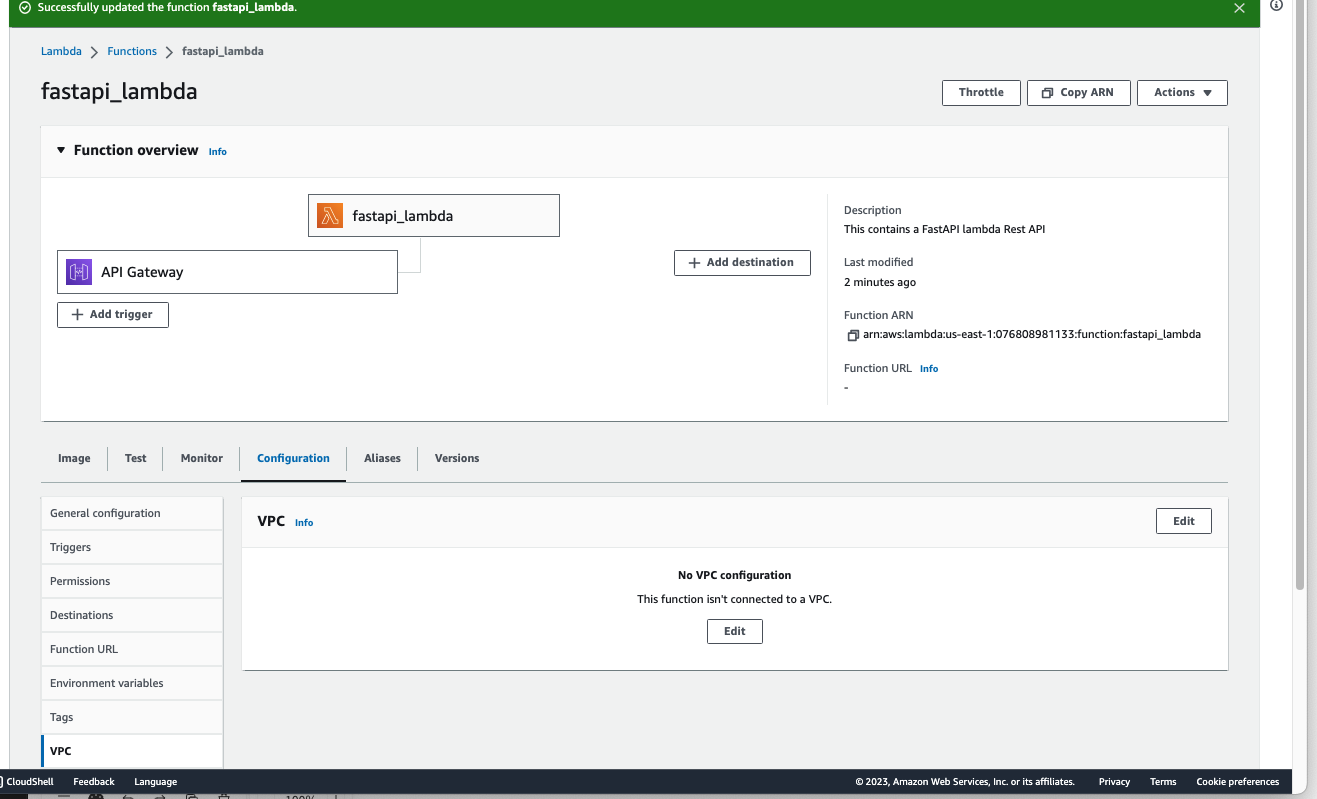 Successfully updated the function fastapi_lambda.
Lambda > Functions > fastapi_lambda
fastapi_lambda
Throttle
Copy ARN
Actions
Function overview Info
fastapi_lambda
API Gateway
+ Add trigger
+ Add destination
Description
This contains a FastAPI lambda Rest API
Last modified
2 minutes ago
Function ARN
arn:aws:lambda:us-east-1:076808981133:function:fastapi_lambda
Function URL Info
-
Image
Test
Monitor
Configuration
Aliases
Versions
General configuration
Triggers
Permissions
Destinations
Function URL
Environment variables
Tags
VPC
VPC Info
Edit
No VPC configuration
This function isn't connected to a VPC.
Edit
CloudShell
Feedback
Language
© 2023, Amazon Web Services, Inc. or its affiliates.
Privacy
Terms
Cookie preferences